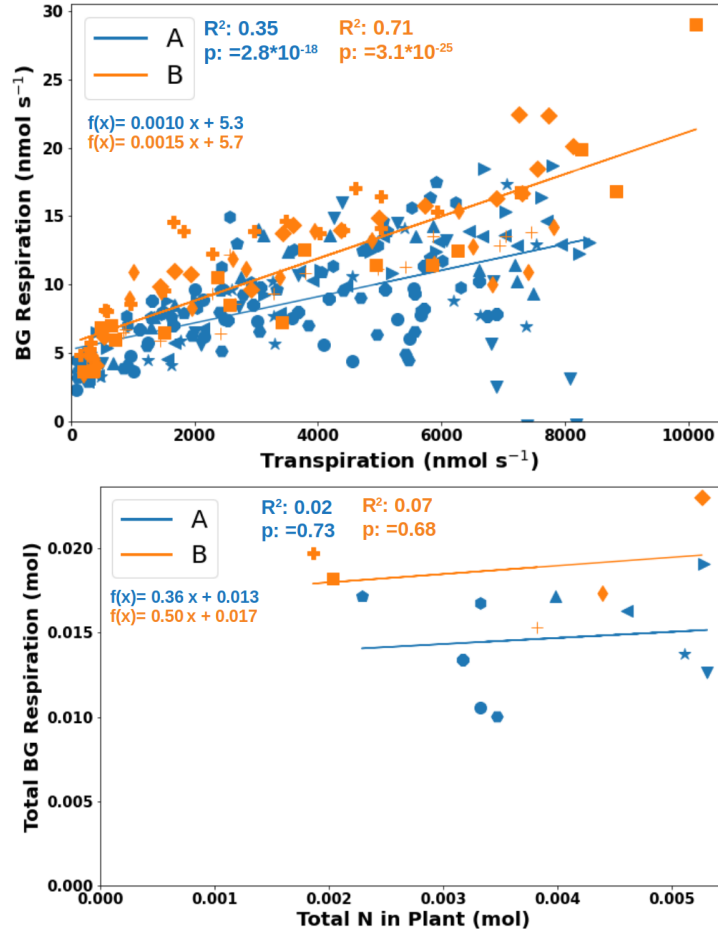 30
25
20
15
10
5
0
BG Respiration (nmol s⁻¹)
A
B
R²: 0.35
p: =2.8*10⁻¹⁸
R²: 0.71
p: =3.1*10⁻²⁵
f(x)= 0.0010 x + 5.3
f(x)= 0.0015 x + 5.7
0 2000 4000 6000 8000 10000
Transpiration (nmol s⁻¹)
A
B
R²: 0.02
p: =0.73
R²: 0.07
p: =0.68
f(x)= 0.36 x + 0.013
f(x)= 0.50 x + 0.017
0.020
0.015
0.010
0.005
0.000
Total BG Respiration (mol)
0.000 0.001 0.002 0.003 0.004 0.005
Total N in Plant (mol)